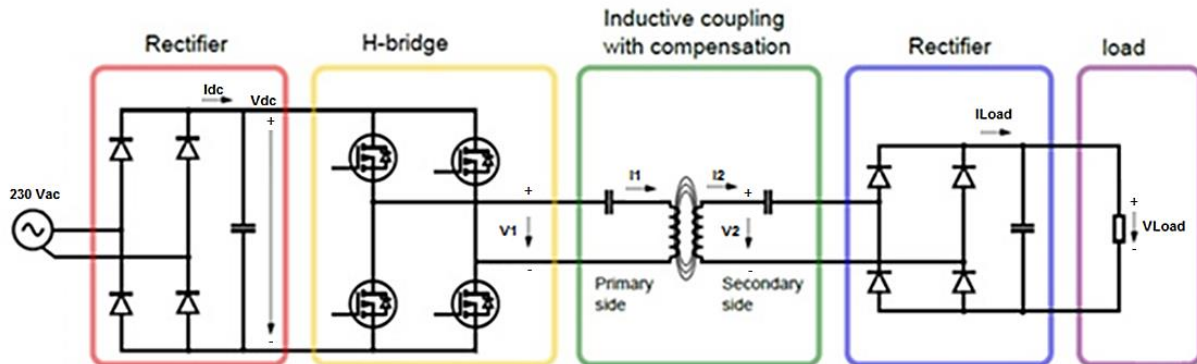 Rectifier
H-bridge
Inductive coupling
with compensation
Rectifier
load
Idc
Vdc
+
-
230 Vac
+
V1
-
I1
I2
+
V2
-
Primary
side
Secondary
side
ILoad
+
VLoad
-